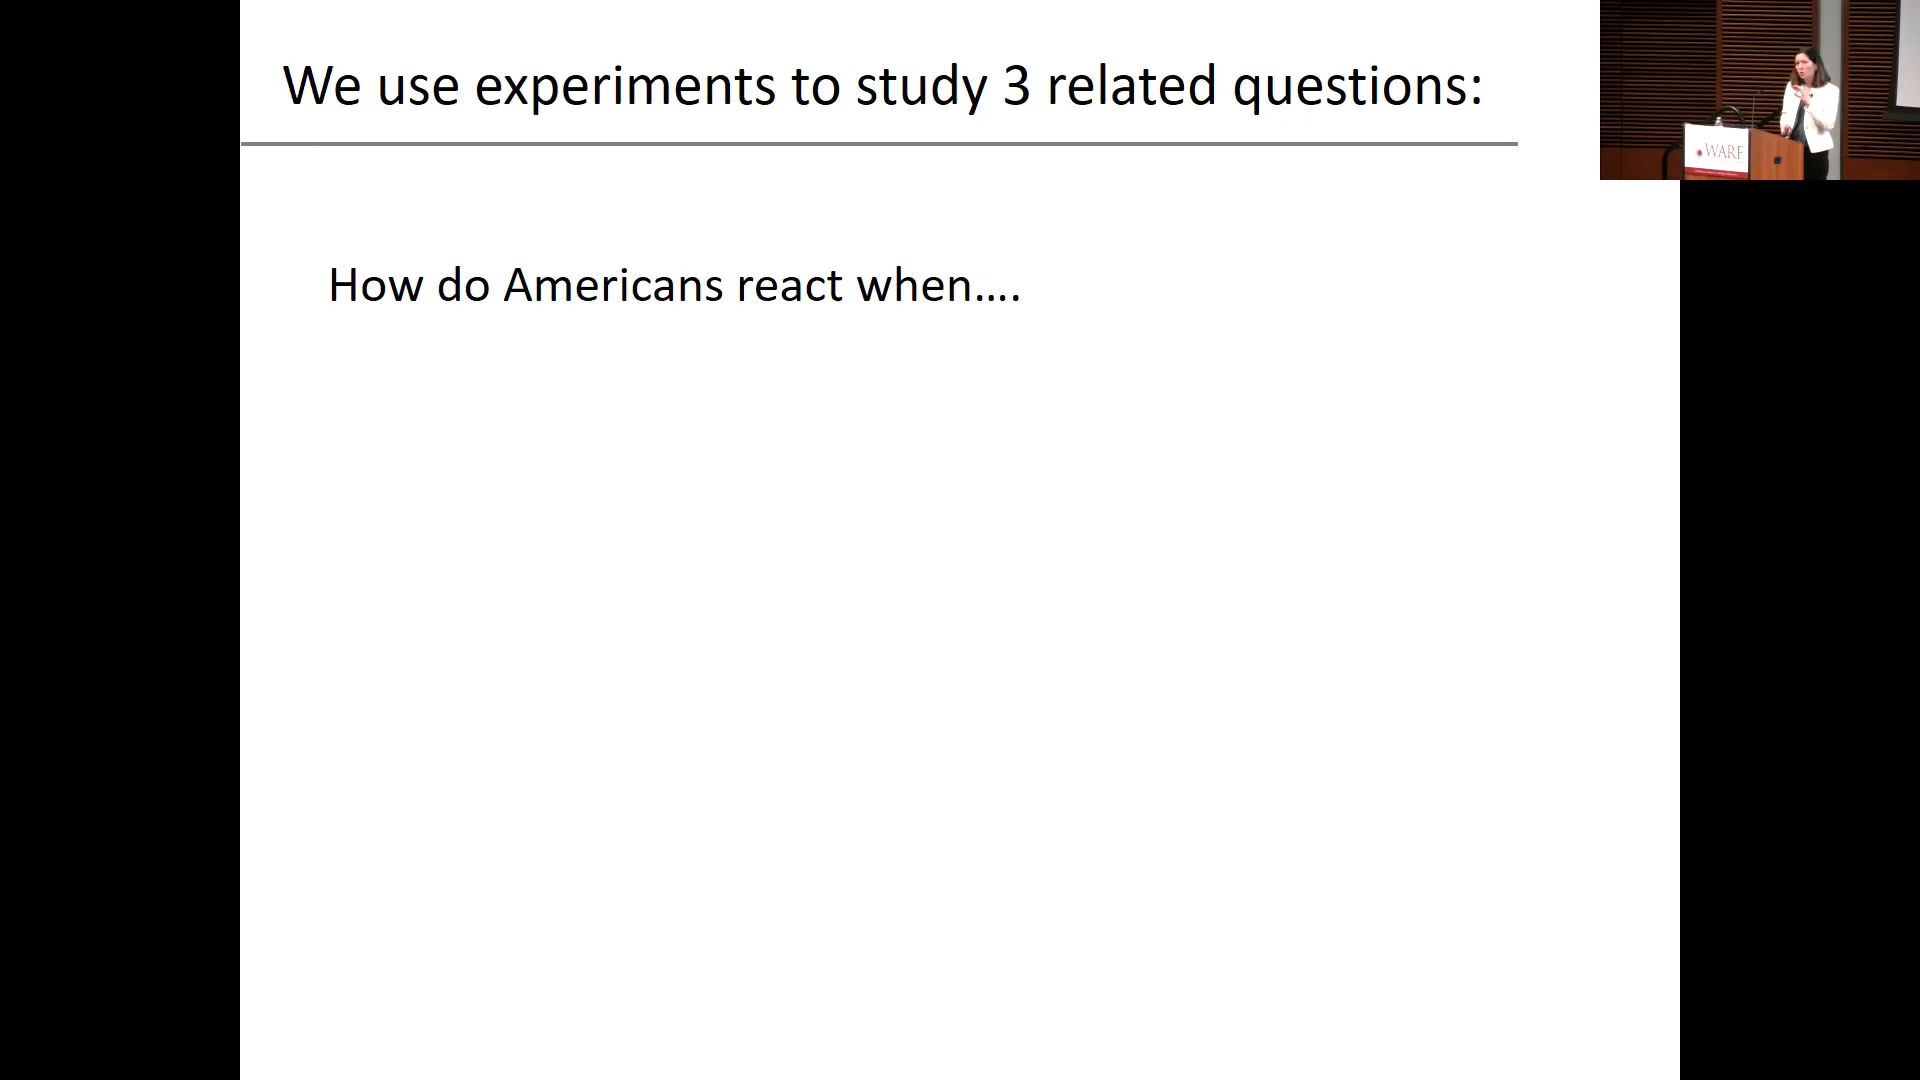 We use experiments to study 3 related questions:
How do Americans react when....
WARF